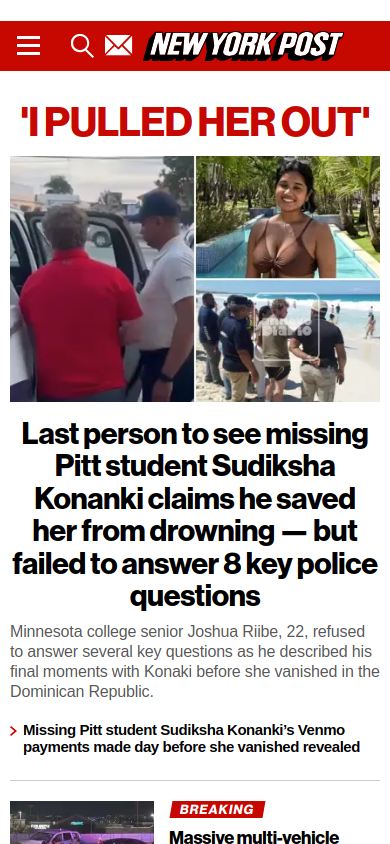 NEW YORK POST
'I PULLED HER OUT'
Diario
Last person to see missing
Pitt student Sudiksha
Konanki claims he saved
her from drowning — but
failed to answer 8 key police
questions
Minnesota college senior Joshua Riibe, 22, refused
to answer several key questions as he described his
final moments with Konaki before she vanished in the
Dominican Republic.
Missing Pitt student Sudiksha Konanki’s Venmo
payments made day before she vanished revealed
BREAKING
Massive multi-vehicle